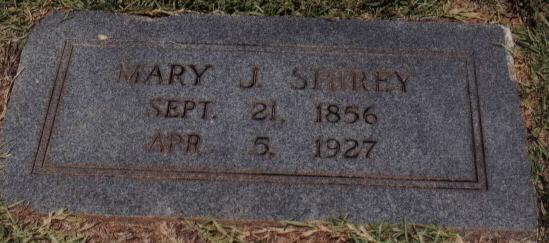 MARY J. SHIREY
SEPT. 21, 1856
APR. 5, 1927